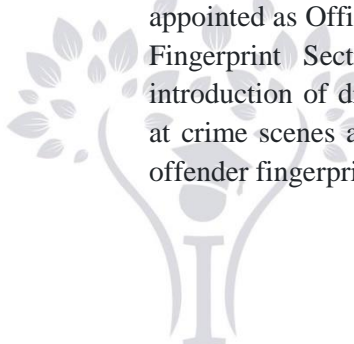 appointed as Offi
Fingerprint Sect
introduction of d
at crime scenes a
offender fingerpri